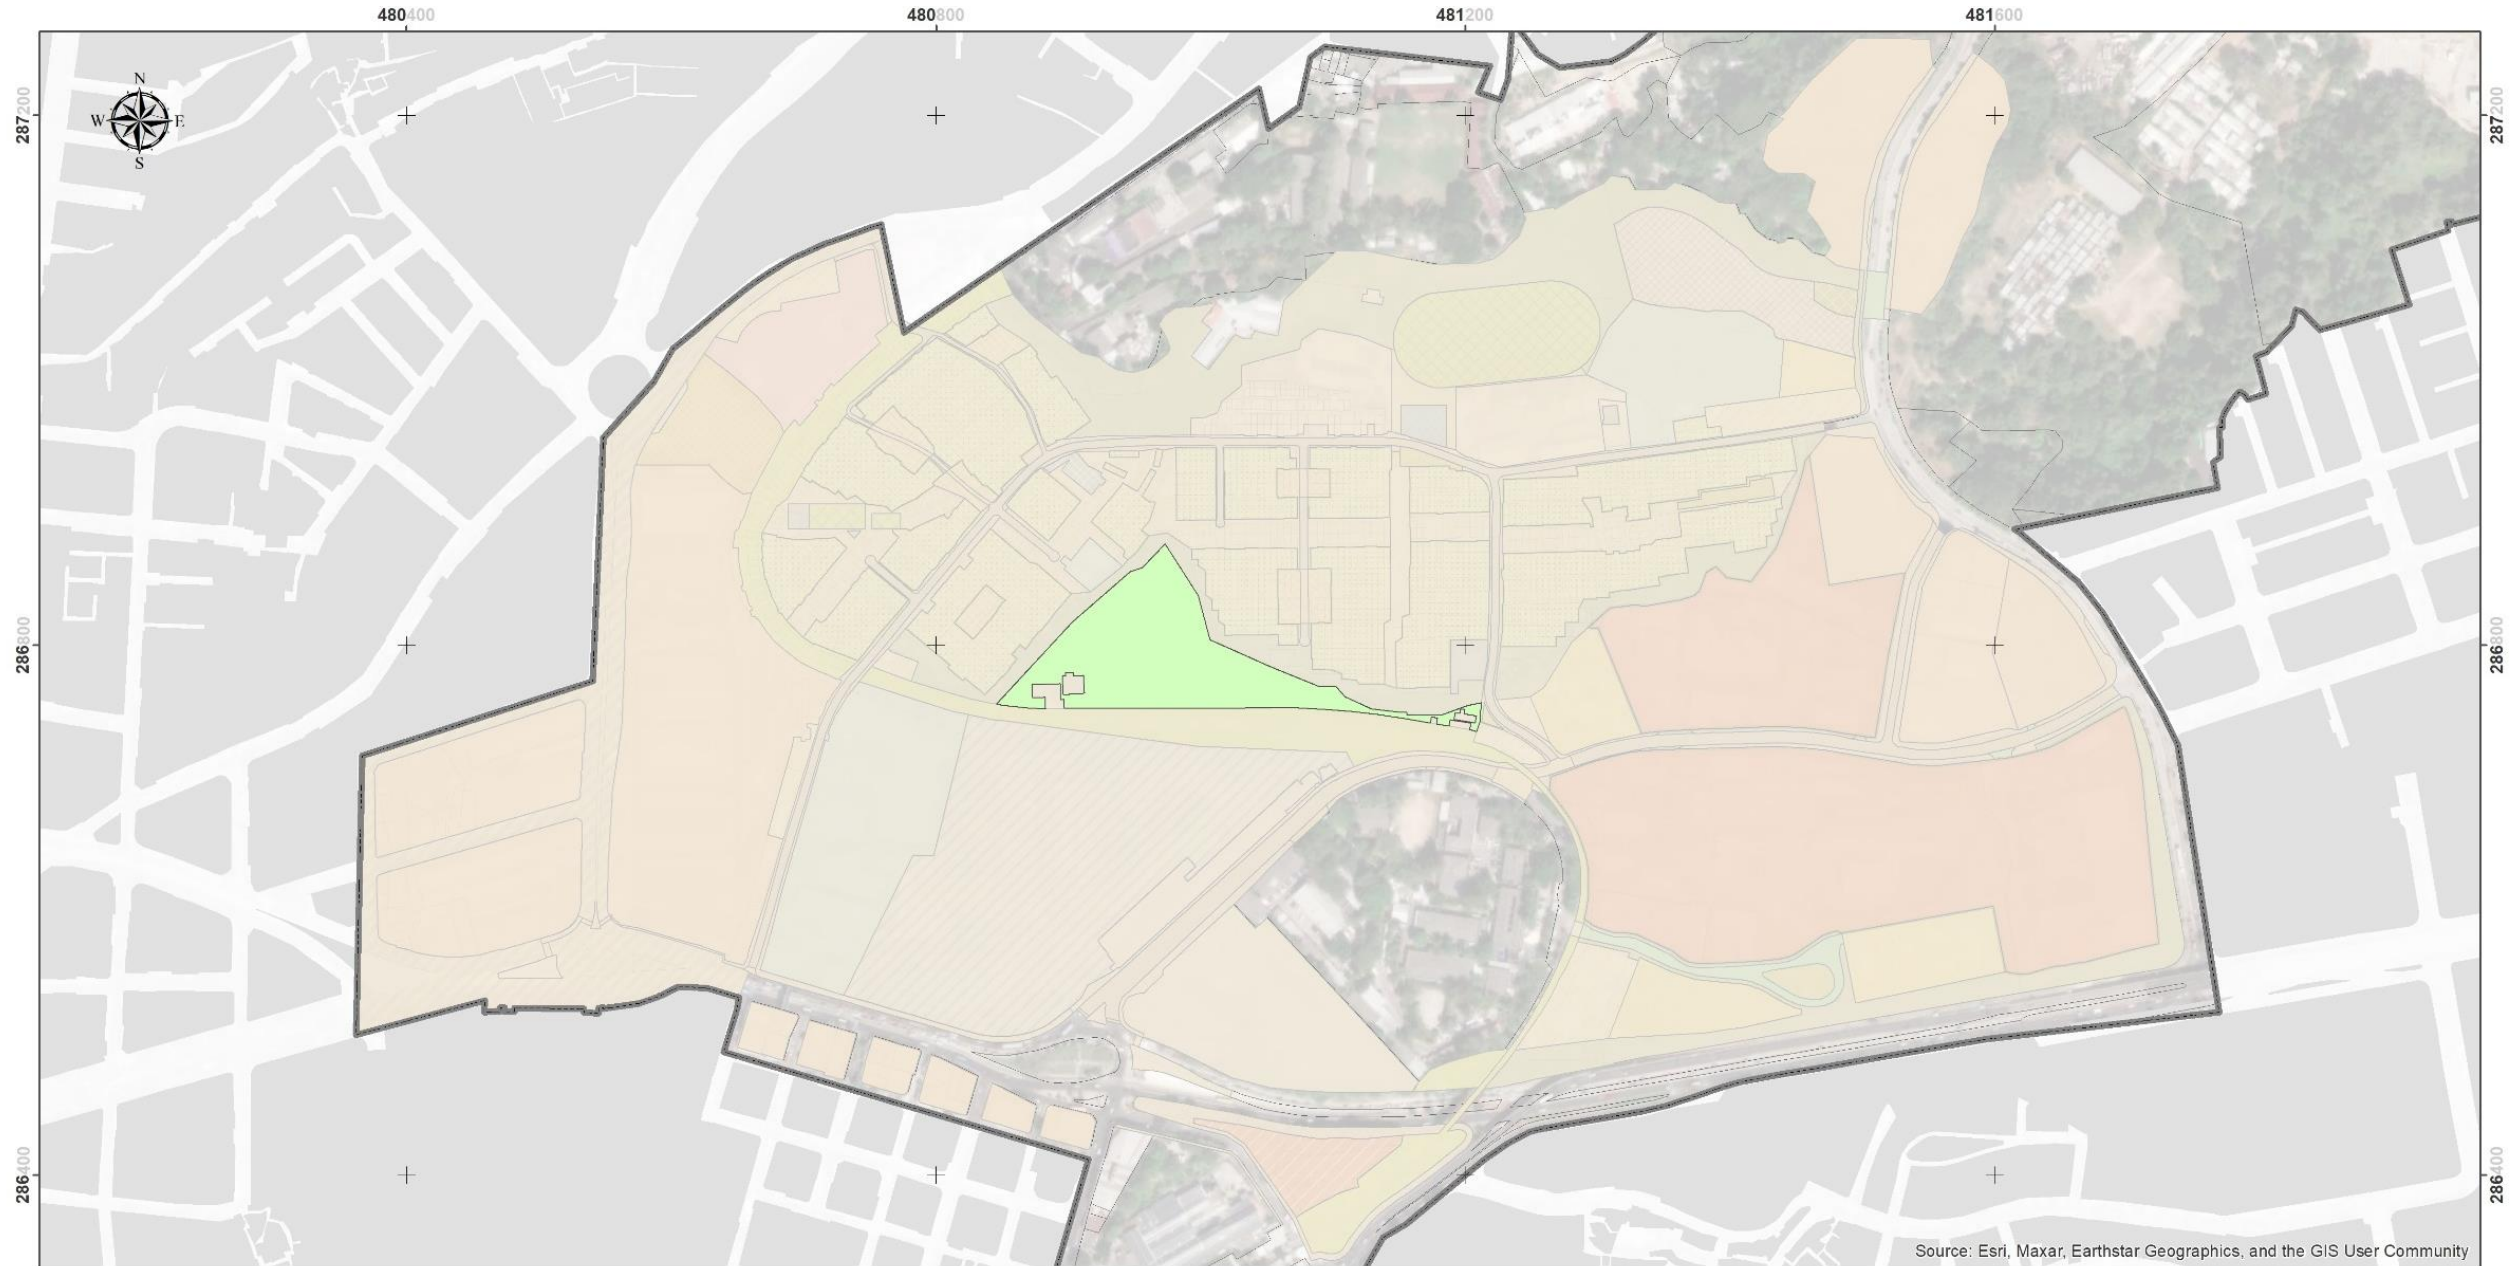 480400 480800 481200 481600
N
W E
S
287200 287200
286800 286800
286400 286400
Source: Esri, Maxar, Earthstar Geographics, and the GIS User Community